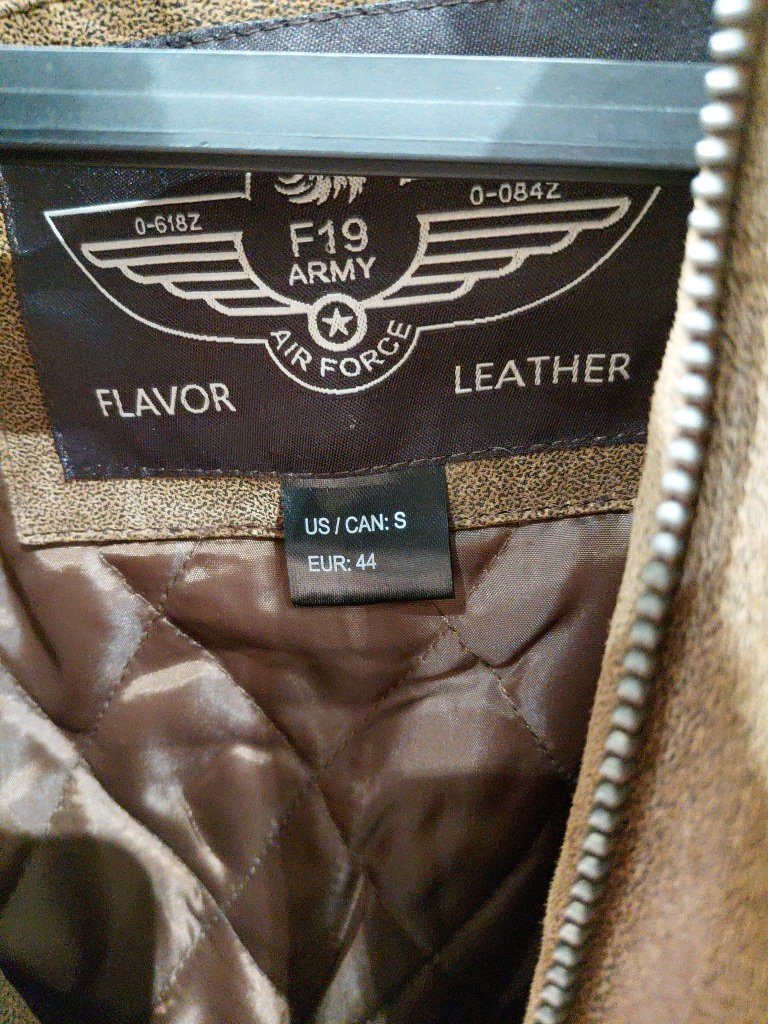 0-618Z
0-084Z
F19
ARMY
AIR FORCE
FLAVOR
LEATHER
US / CAN: S
EUR: 44